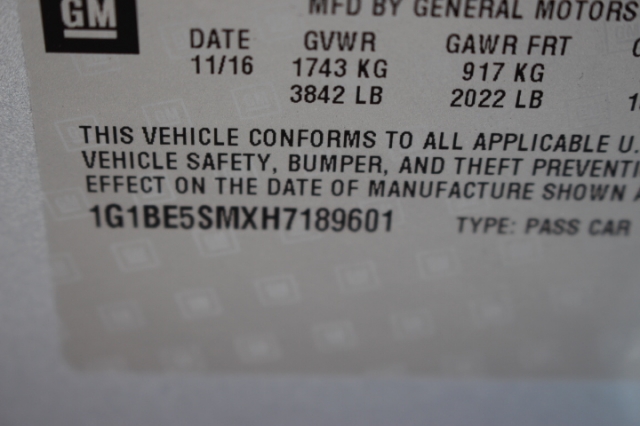 GM
MFD BY GENERAL MOTORS
DATE GVWR GAWR FRT
11/16 1743 KG 917 KG
3842 LB 2022 LB
THIS VEHICLE CONFORMS TO ALL APPLICABLE U.
VEHICLE SAFETY, BUMPER, AND THEFT PREVENTI
EFFECT ON THE DATE OF MANUFACTURE SHOWN A
1G1BE5SMXH7189601 TYPE: PASS CAR